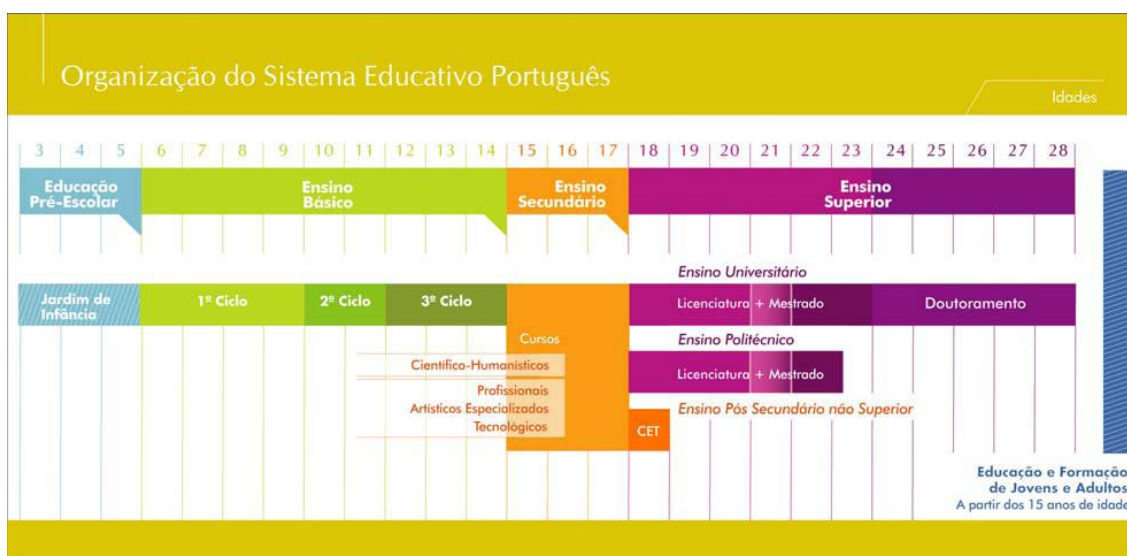 Organização do Sistema Educativo Português
Idades
3 4 5 6 7 8 9 10 11 12 13 14 15 16 17 18 19 20 21 22 23 24 25 26 27 28
Educação
Pré-Escolar
Ensino
Básico
Ensino
Secundário
Ensino
Superior
Ensino Universitário
Jardim de
Infância
1º Ciclo
2º Ciclo
3º Ciclo
Licenciatura + Mestrado
Doutoramento
Cursos
Científico-Humanísticos
Profissionais
Artísticos Especializados
Tecnológicos
Ensino Politécnico
Licenciatura + Mestrado
Ensino Pós Secundário não Superior
CET
Educação e Formação
de Jovens e Adultos
A partir dos 15 anos de idade